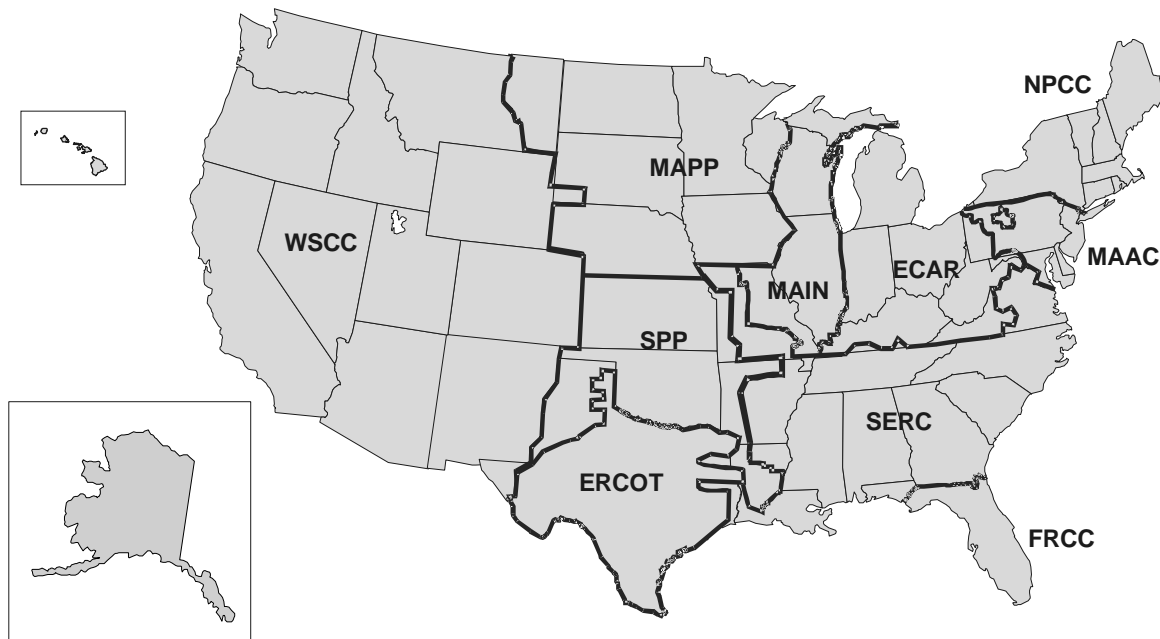 NPCC
MAPP
WSCC
MAAC
ECAR
MAIN
SPP
SERC
ERCOT
FRCC